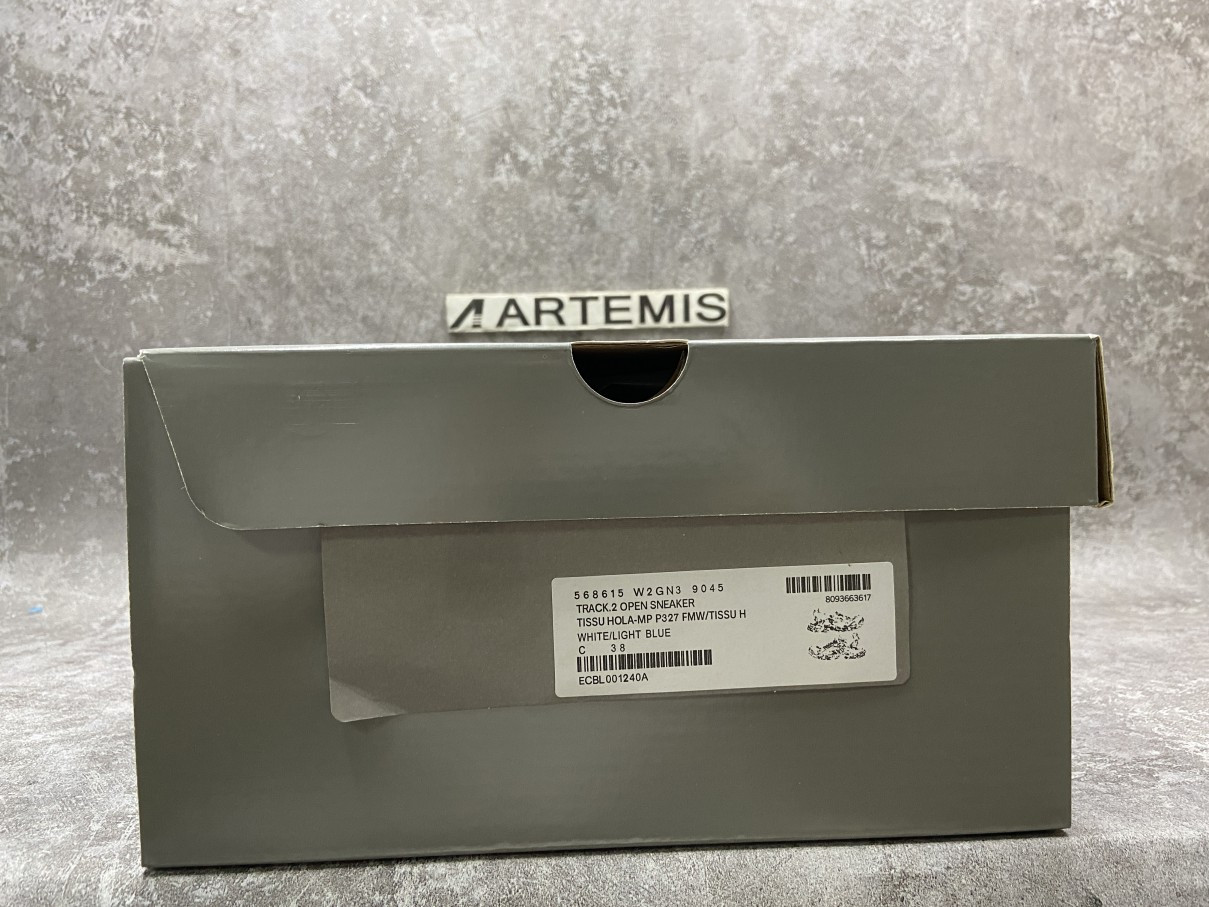 ARTEMIS
568615 W2GN3 9045
TRACK.2 OPEN SNEAKER
TISSU HOLA-MP P327 FMW/TISSU H
WHITE/LIGHT BLUE
C 38
ECBL001240A
8093663617